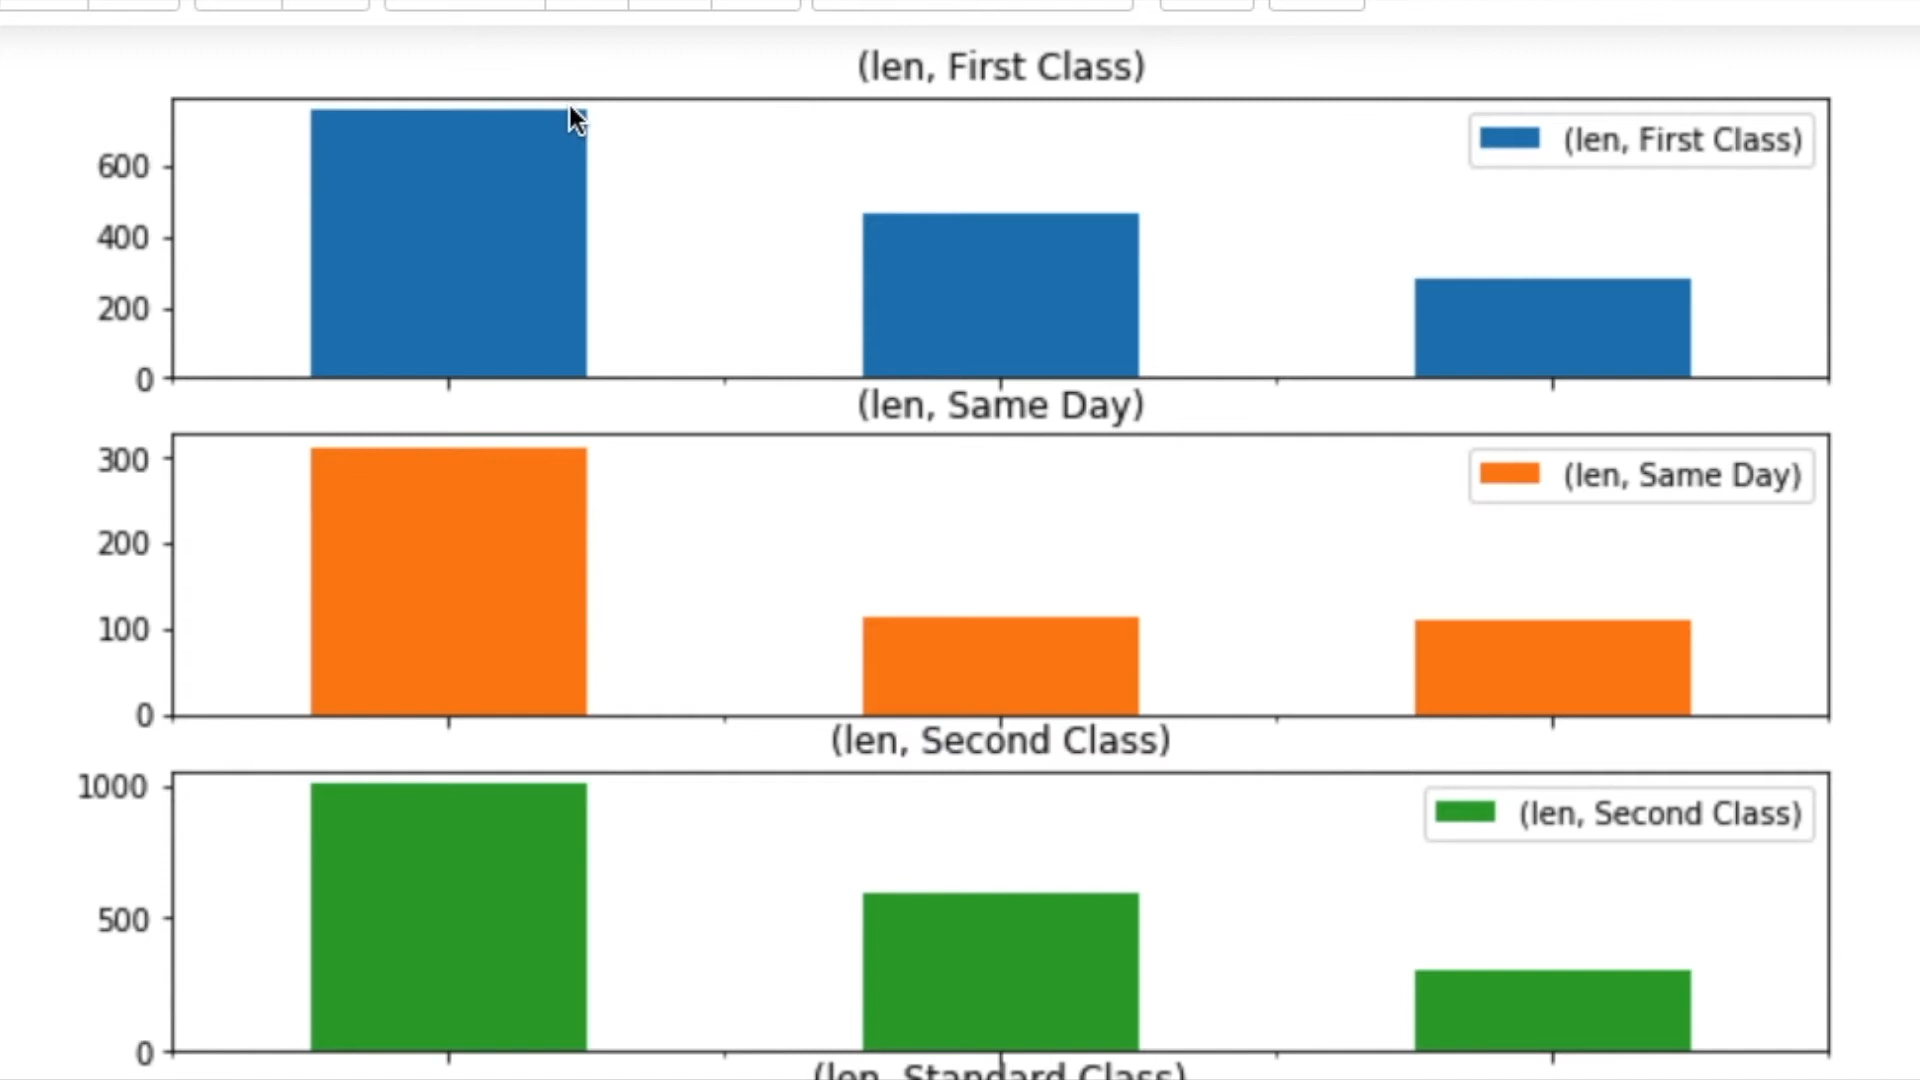 (len, First Class)
(len, First Class)
600
400
200
0
(len, Same Day)
(len, Same Day)
300
200
100
0
(len, Second Class)
(len, Second Class)
1000
500
0
(len, Standard Class)